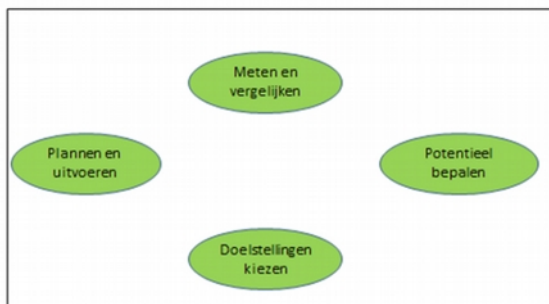 Meten en
vergelijken
Plannen en
uitvoeren
Potentieel
bepalen
Doelstellingen
kiezen